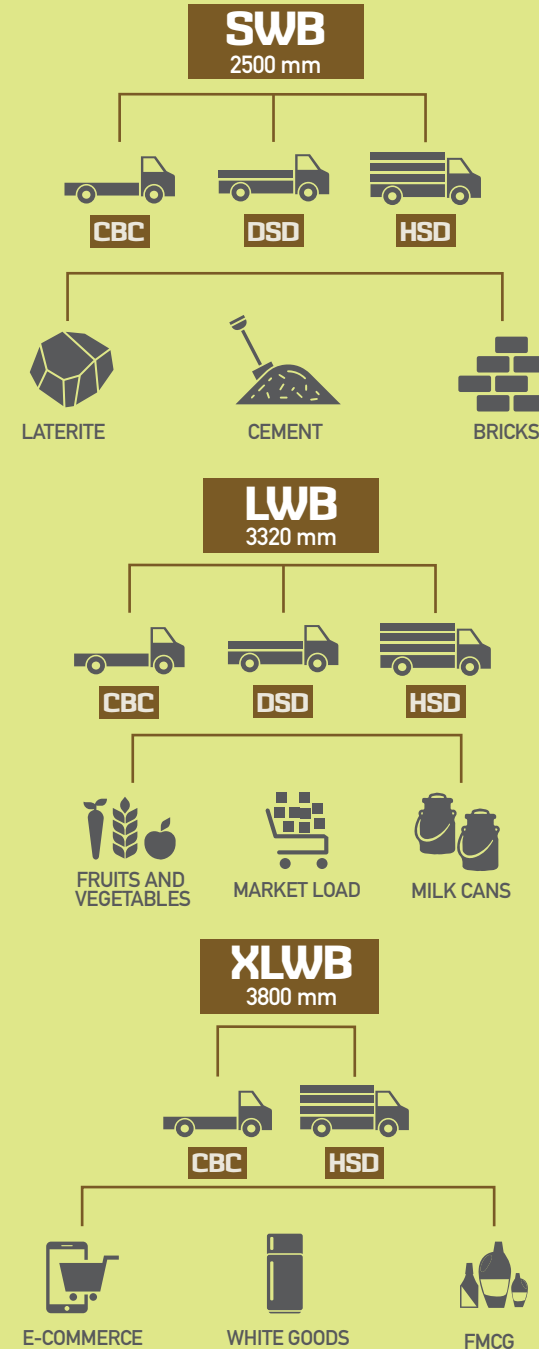 SWB
2500 mm
CBC
DSD
HSD
LATERITE
CEMENT
BRICKS
LWB
3320 mm
CBC
DSD
HSD
FRUITS AND
VEGETABLES
MARKET LOAD
MILK CANS
XLWB
3800 mm
CBC
HSD
E-COMMERCE
WHITE GOODS
FMCG